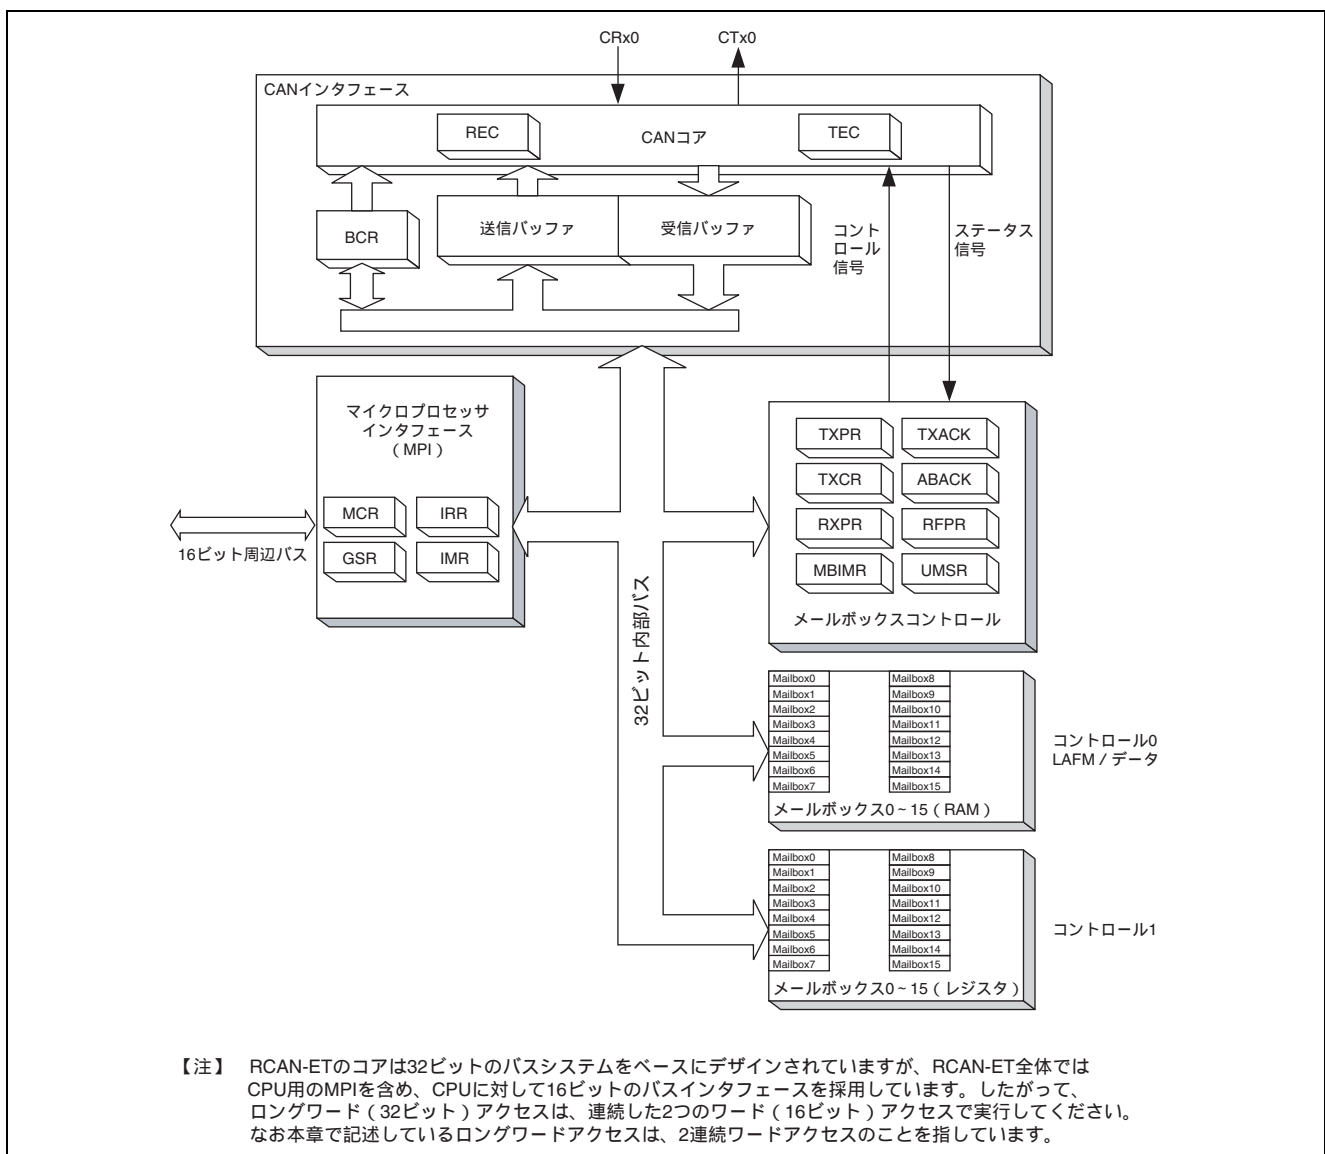 CRx0
CTx0
CANインタフェース
REC
CANコア
TEC
BCR
送信バッファ
受信バッファ
コント
ロール
信号
ステータス
信号
マイクロプロセッサ
インタフェース
(MPI)
MCR
IRR
GSR
IMR
16ビット周辺バス
32ビット内部バス
TXPR
TXACK
TXCR
ABACK
RXPR
RFPR
MBIMR
UMSR
メールボックスコントロール
Mailbox0
Mailbox8
Mailbox1
Mailbox9
Mailbox2
Mailbox10
Mailbox3
Mailbox11
Mailbox4
Mailbox12
Mailbox5
Mailbox13
Mailbox6
Mailbox14
Mailbox7
Mailbox15
メールボックス0~15(RAM)
コントロール0
LAFM / データ
Mailbox0
Mailbox8
Mailbox1
Mailbox9
Mailbox2
Mailbox10
Mailbox3
Mailbox11
Mailbox4
Mailbox12
Mailbox5
Mailbox13
Mailbox6
Mailbox14
Mailbox7
Mailbox15
メールボックス0~15(レジスタ)
コントロール1
【注】 RCAN-ETのコアは32ビットのバスシステムをベースにデザインされていますが、RCAN-ET全体では
CPU用のMPIを含め、CPUに対して16ビットのバスインタフェースを採用しています。したがって、
ロングワード(32ビット)アクセスは、連続した2つのワード(16ビット)アクセスで実行してください。
なお本章で記述しているロングワードアクセスは、2連続ワードアクセスのことを指しています。